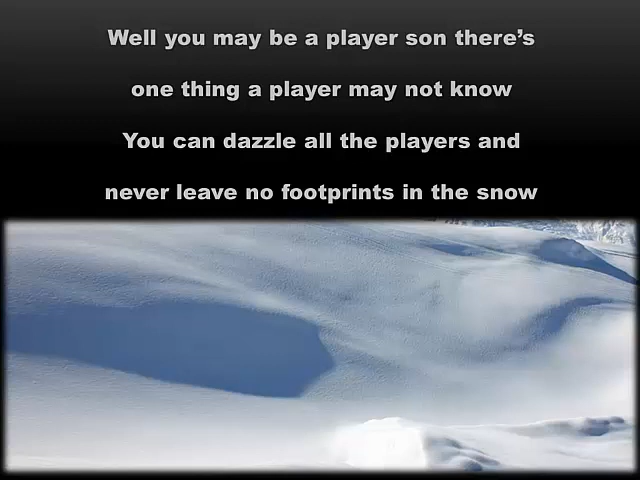 Well you may be a player son there’s
one thing a player may not know
You can dazzle all the players and
never leave no footprints in the snow